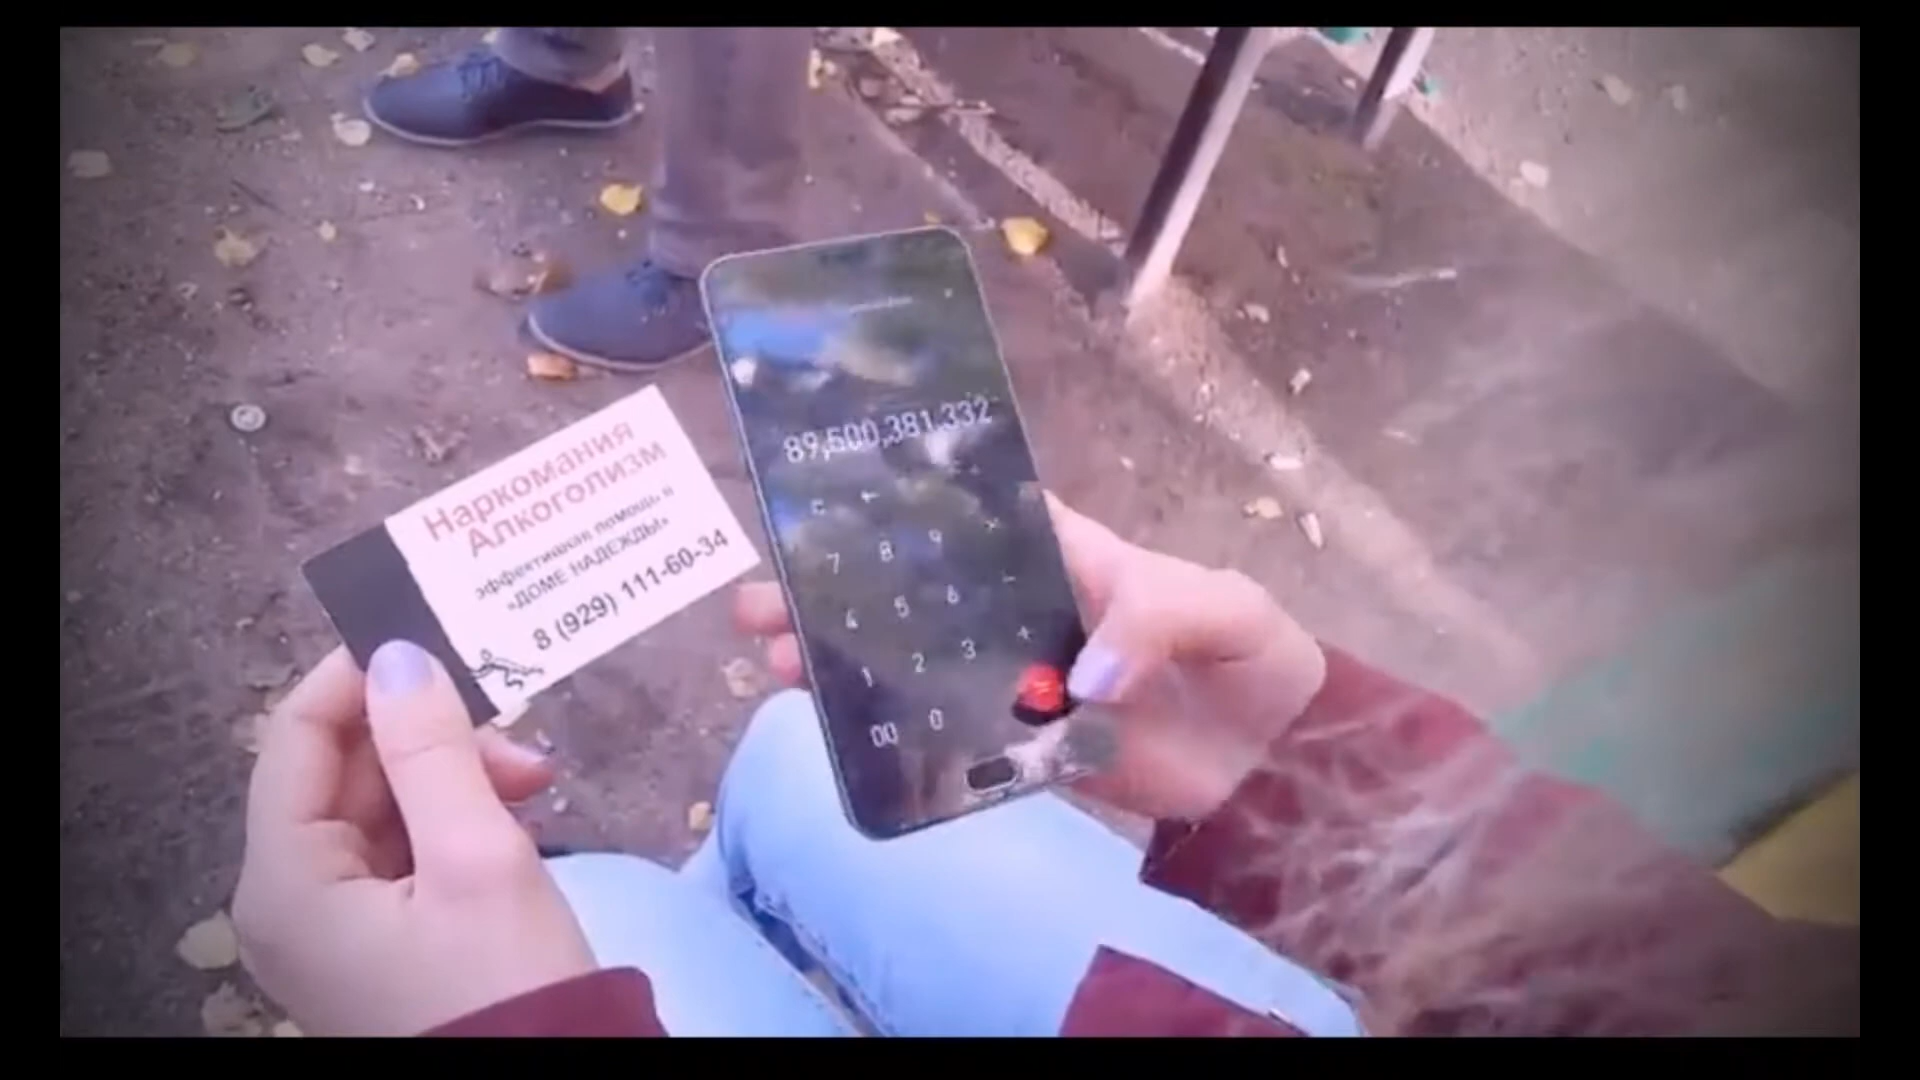 Наркомания
Алкоголизм
эффективная помощь в
«ДОМЕ НАДЕЖДЫ»
8 (929) 111-60-34
89,600,381,332
C ←
7 8 9 ×
4 5 6 −
1 2 3 +
00 0